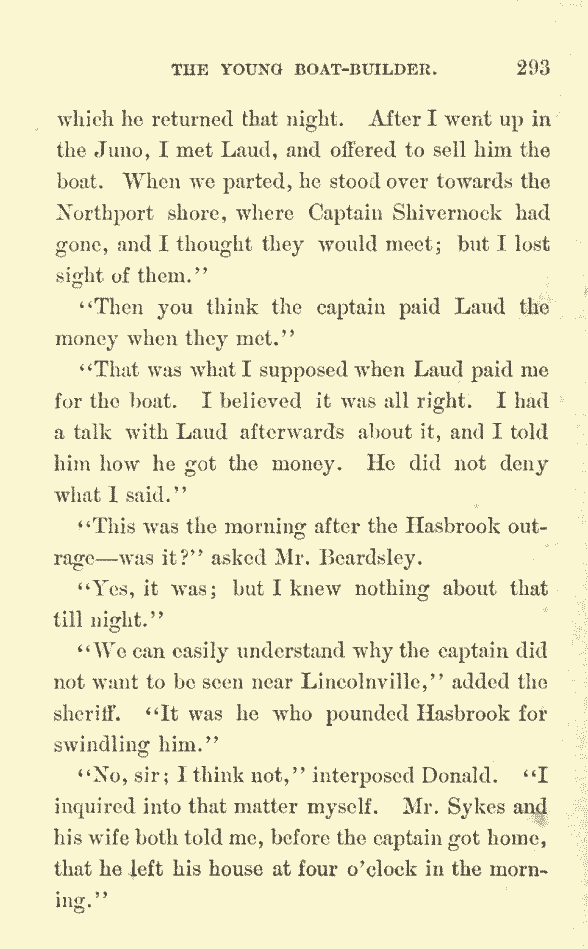 THE YOUNG BOAT-BUILDER. 293
which he returned that night. After I went up in
the Juno, I met Laud, and offered to sell him the
boat. When we parted, he stood over towards the
Northport shore, where Captain Shivernock had
gone, and I thought they would meet; but I lost
sight of them."
"Then you think the captain paid Laud the
money when they met."
"That was what I supposed when Laud paid me
for the boat. I believed it was all right. I had
a talk with Laud afterwards about it, and I told
him how he got the money. He did not deny
what I said."
"This was the morning after the Hasbrook out-
rage—was it?" asked Mr. Beardsley.
"Yes, it was; but I knew nothing about that
till night."
"We can easily understand why the captain did
not want to be seen near Lincolnville," added the
sheriff. "It was he who pounded Hasbrook for
swindling him."
"No, sir; I think not," interposed Donald. "I
inquired into that matter myself. Mr. Sykes and
his wife both told me, before the captain got home,
that he left his house at four o'clock in the morn-
ing."